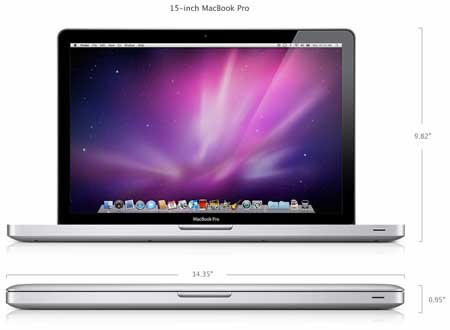 15-inch MacBook Pro
9.82"
MacBook Pro
14.35"
0.95"